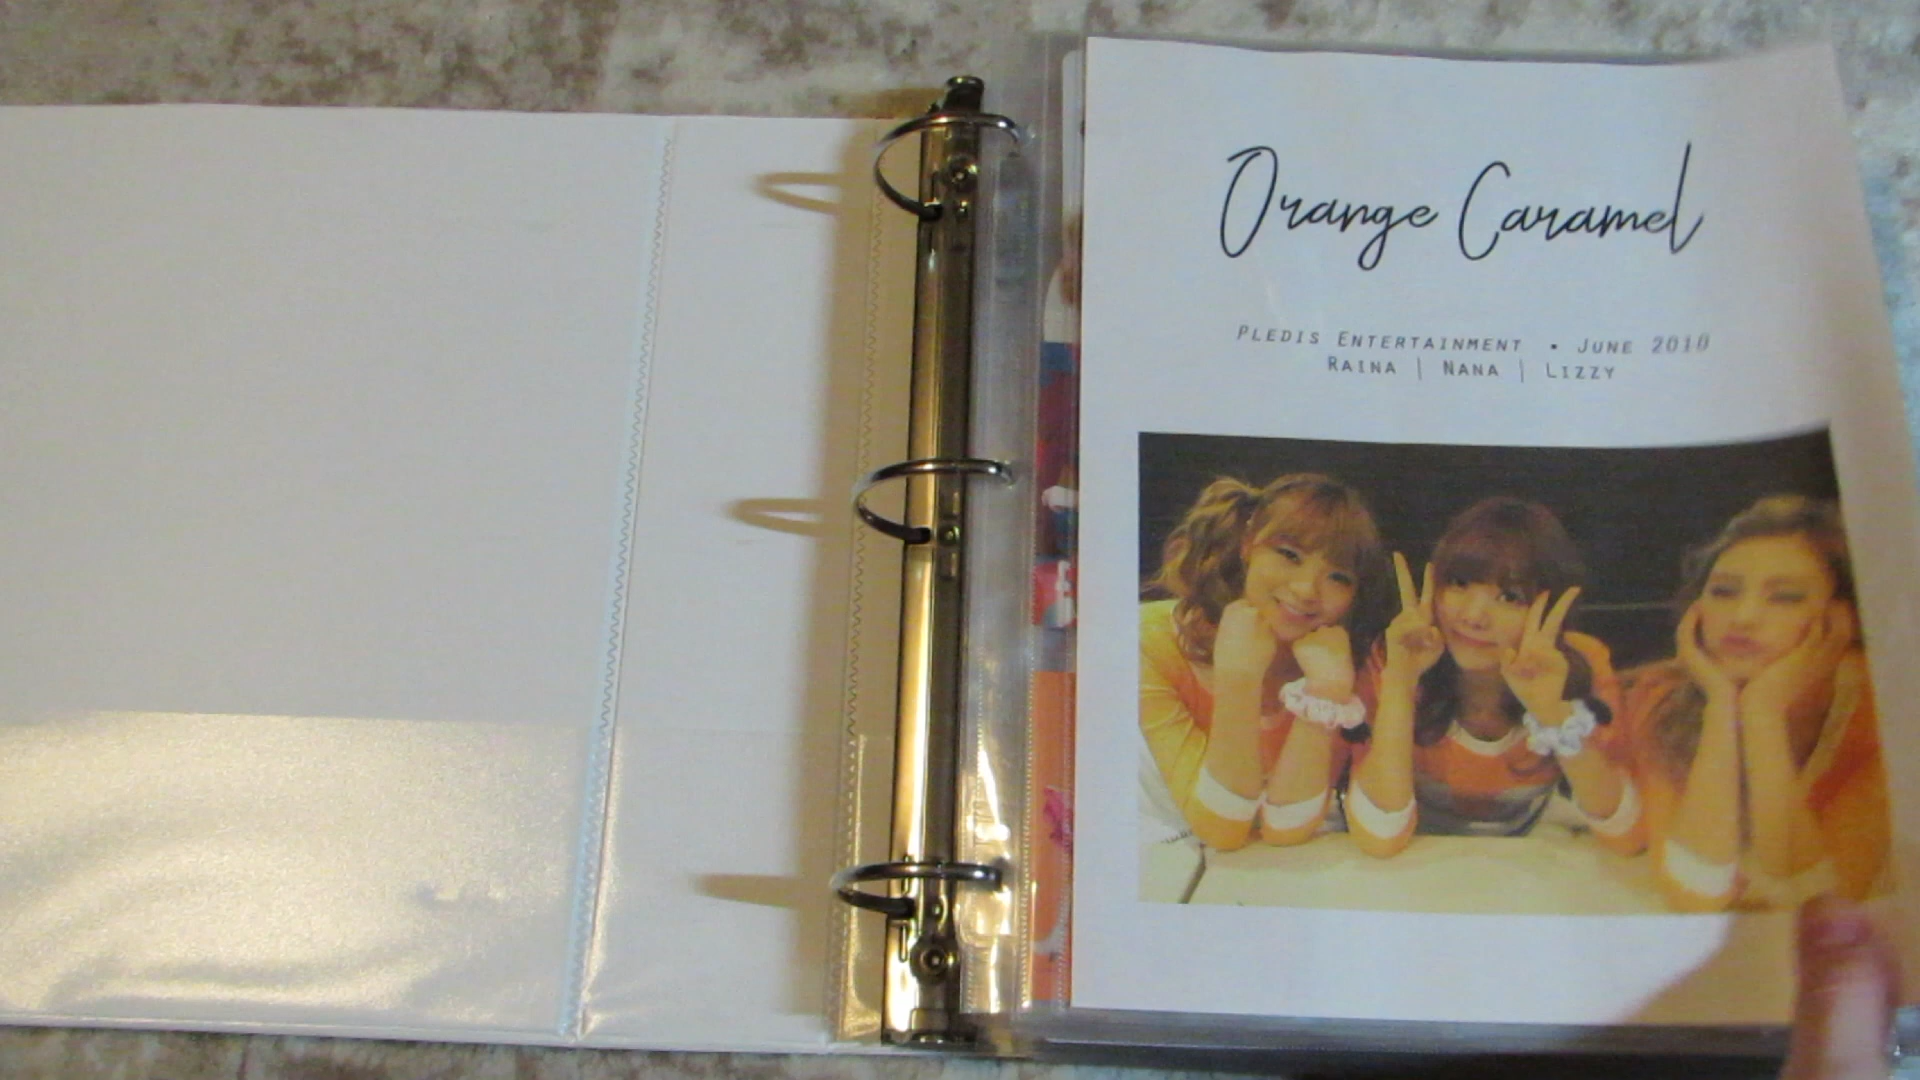 Orange Caramel
PLEDIS ENTERTAINMENT • JUNE 2010
RAINA | NANA | LIZZY